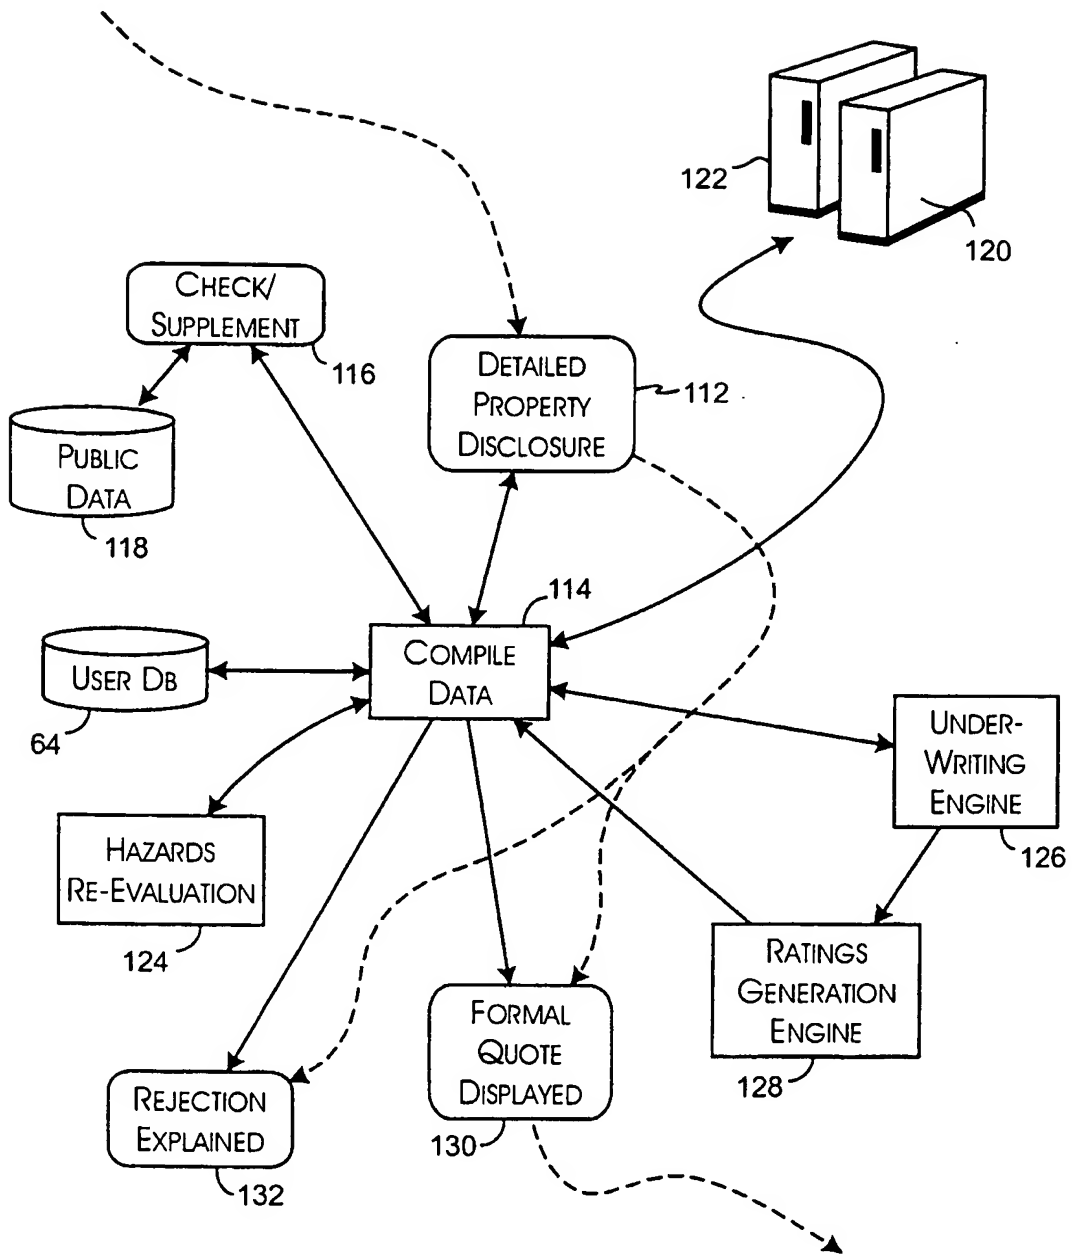 122
120
CHECK/
SUPPLEMENT
116
DETAILED
PROPERTY
DISCLOSURE
112
PUBLIC
DATA
118
114
COMPILE
DATA
USER DB
64
UNDER-
WRITING
ENGINE
126
HAZARDS
RE-EVALUATION
124
RATINGS
GENERATION
ENGINE
128
FORMAL
QUOTE
DISPLAYED
130
REJECTION
EXPLAINED
132